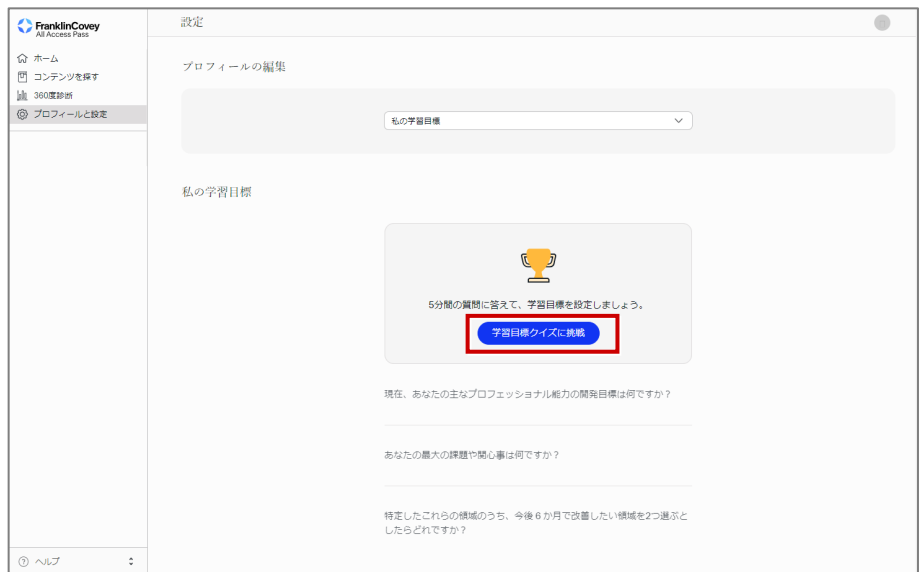 FranklinCovey
All Access Pass
設定
ホーム
コンテンツを探す
360度診断
プロフィールと設定
プロフィールの編集
私の学習目標
私の学習目標
5分間の質問に答えて、学習目標を設定しましょう。
学習目標クイズに挑戦
現在、あなたの主なプロフェッショナル能力の開発目標は何ですか？
あなたの最大の課題や関心事は何ですか？
特定したこれらの領域のうち、今後６か月で改善したい領域を2つ選ぶと
したらどれですか？
ヘルプ